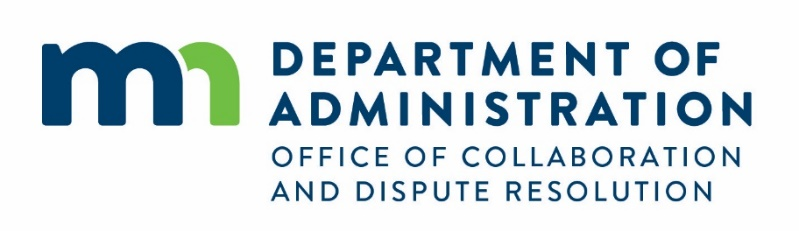 mn
DEPARTMENT OF
ADMINISTRATION
OFFICE OF COLLABORATION
AND DISPUTE RESOLUTION